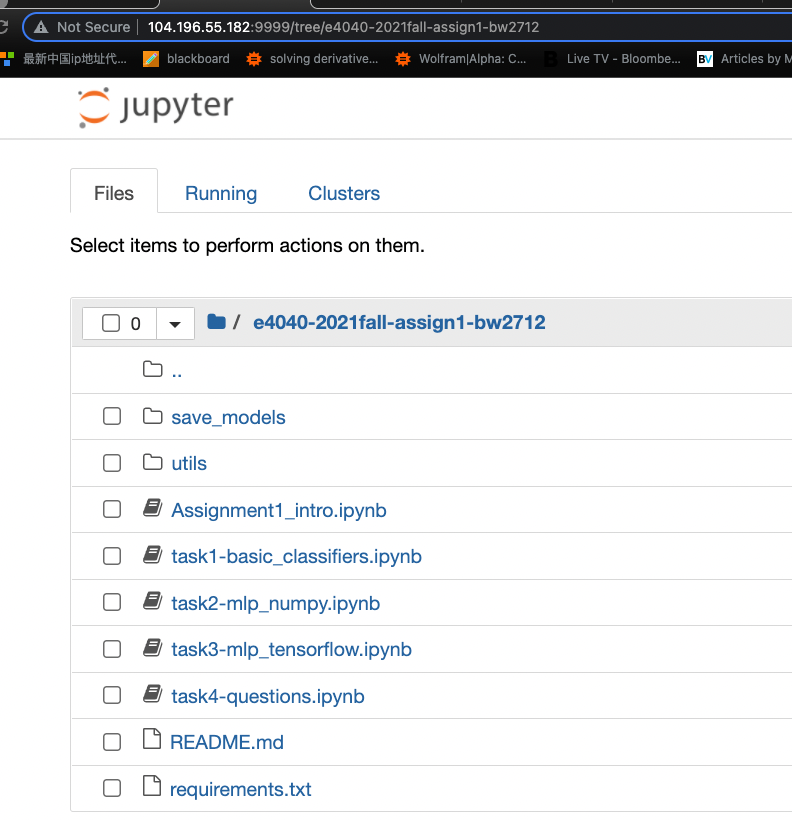 Not Secure | 104.196.55.182:9999/tree/e4040-2021fall-assign1-bw2712
最新中国ip地址代... blackboard solving derivative... Wolfram|Alpha: C... B Live TV - Bloombe... BV Articles by M
jupyter
Files Running Clusters
Select items to perform actions on them.
0 / e4040-2021fall-assign1-bw2712
..
save_models
utils
Assignment1_intro.ipynb
task1-basic_classifiers.ipynb
task2-mlp_numpy.ipynb
task3-mlp_tensorflow.ipynb
task4-questions.ipynb
README.md
requirements.txt